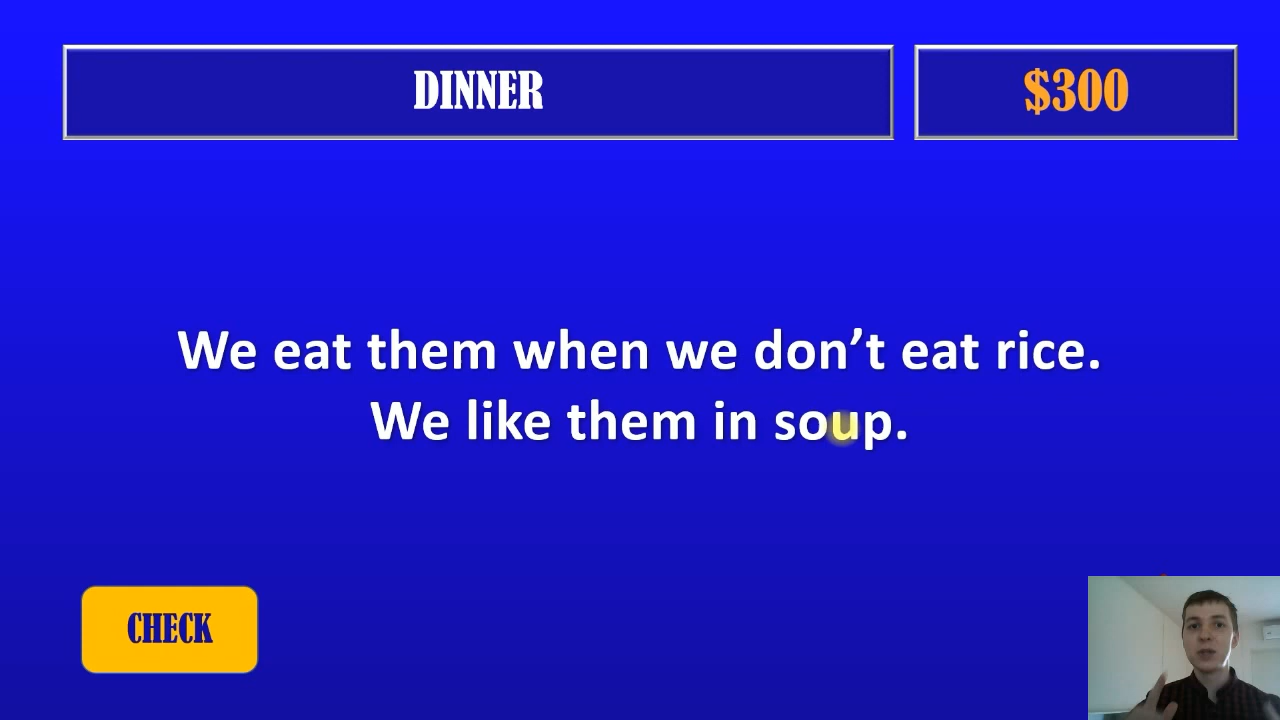 DINNER
$300
We eat them when we don’t eat rice.
We like them in soup.
CHECK